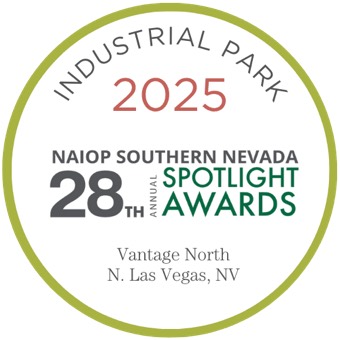 INDUSTRIAL PARK
2025
NAIOP SOUTHERN NEVADA
28TH ANNUAL SPOTLIGHT AWARDS
Vantage North
N. Las Vegas, NV